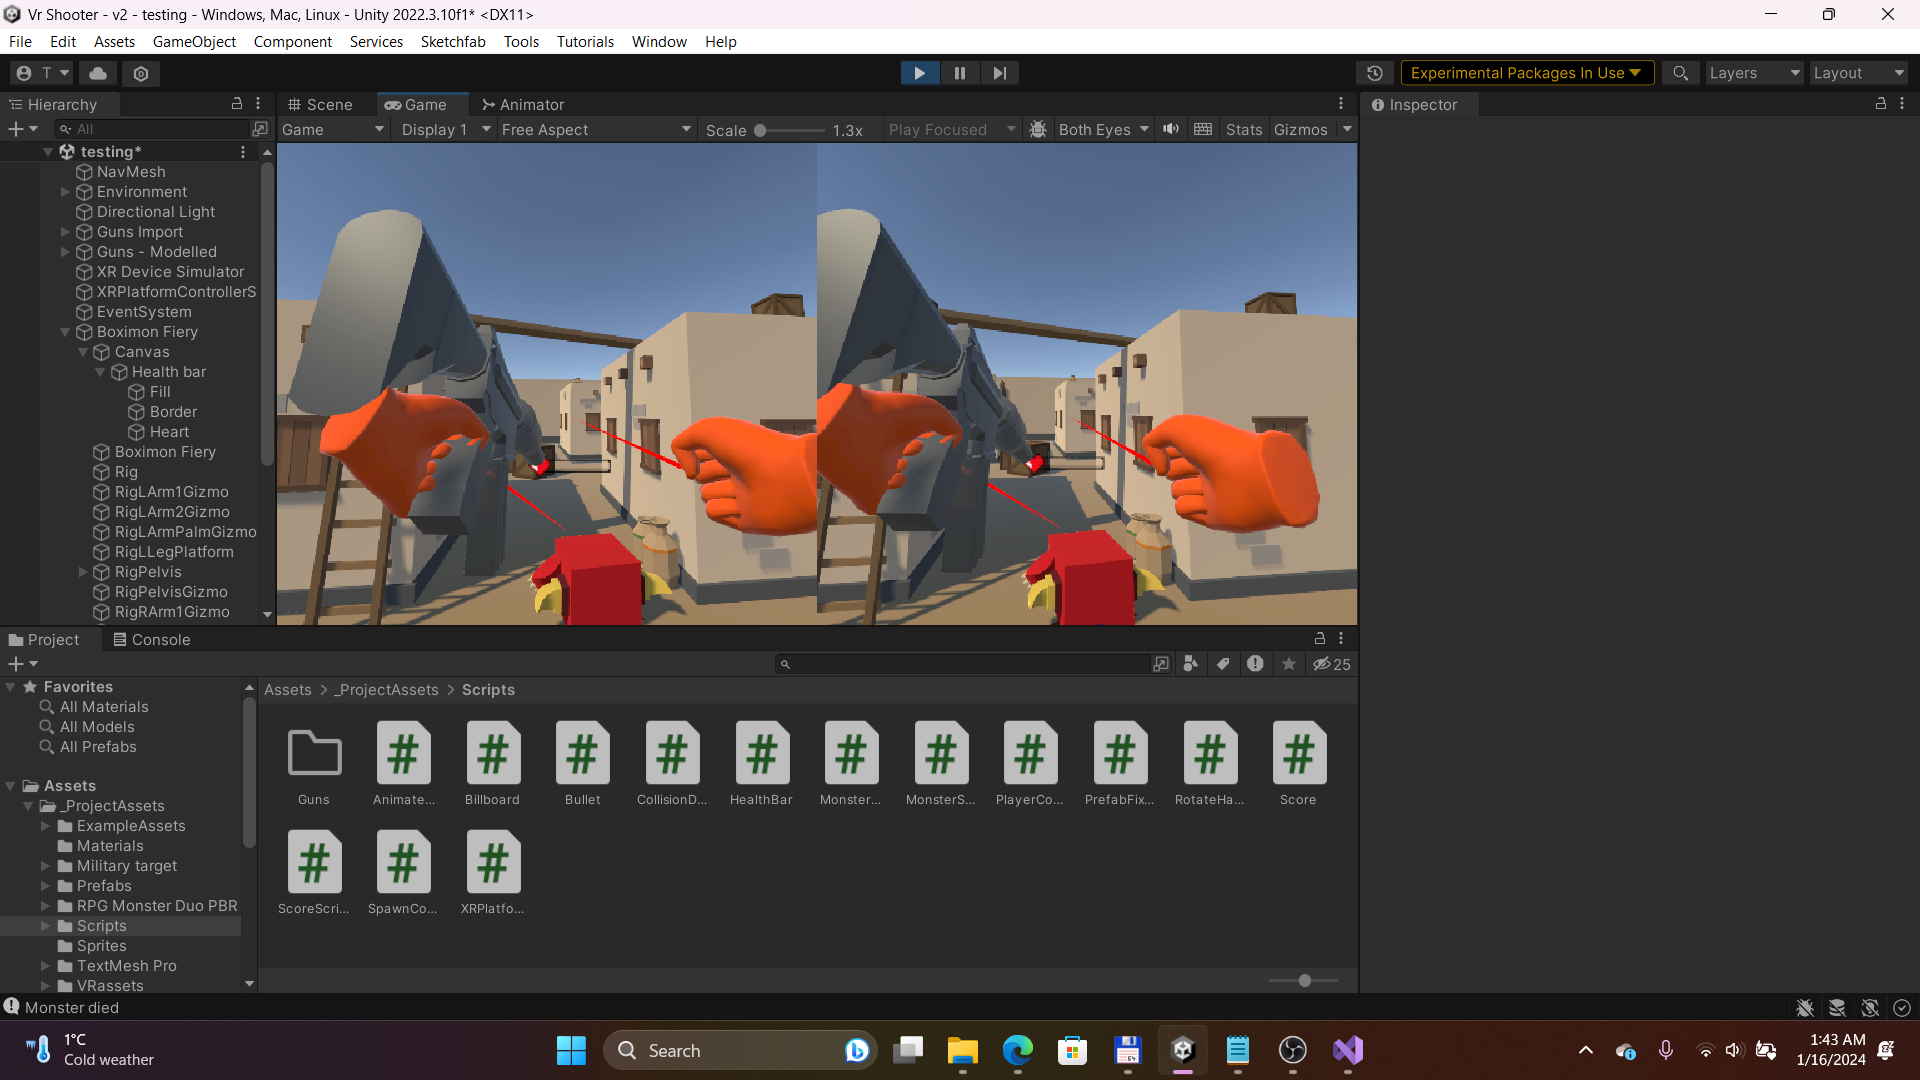 Vr Shooter - v2 - testing - Windows, Mac, Linux - Unity 2022.3.10f1* <DX11>
File Edit Assets GameObject Component Services Sketchfab Tools Tutorials Window Help
T Experimental Packages In Use Layers Layout
Hierarchy Scene Game Animator Inspector
All Game Display 1 Free Aspect Scale 1.3x Play Focused Both Eyes Stats Gizmos
testing*
NavMesh
Environment
Directional Light
Guns Import
Guns - Modelled
XR Device Simulator
XRPlatformControllerS
EventSystem
Boximon Fiery
Canvas
Health bar
Fill
Border
Heart
Boximon Fiery
Rig
RigLArm1Gizmo
RigLArm2Gizmo
RigLArmPalmGizmo
RigLLegPlatform
RigPelvis
RigPelvisGizmo
RigRArm1Gizmo
Project Console
25
Favorites
All Materials
All Models
All Prefabs
Assets
_ProjectAssets
ExampleAssets
Materials
Military target
Prefabs
RPG Monster Duo PBR
Scripts
Sprites
TextMesh Pro
VRassets
Assets > _ProjectAssets > Scripts
Guns Animate... Billboard Bullet CollisionD... HealthBar Monster... MonsterS... PlayerCo... PrefabFix... RotateHa... Score
ScoreScri... SpawnCo... XRPlatfo...
Monster died
1°C
Cold weather
Search
1:43 AM
1/16/2024